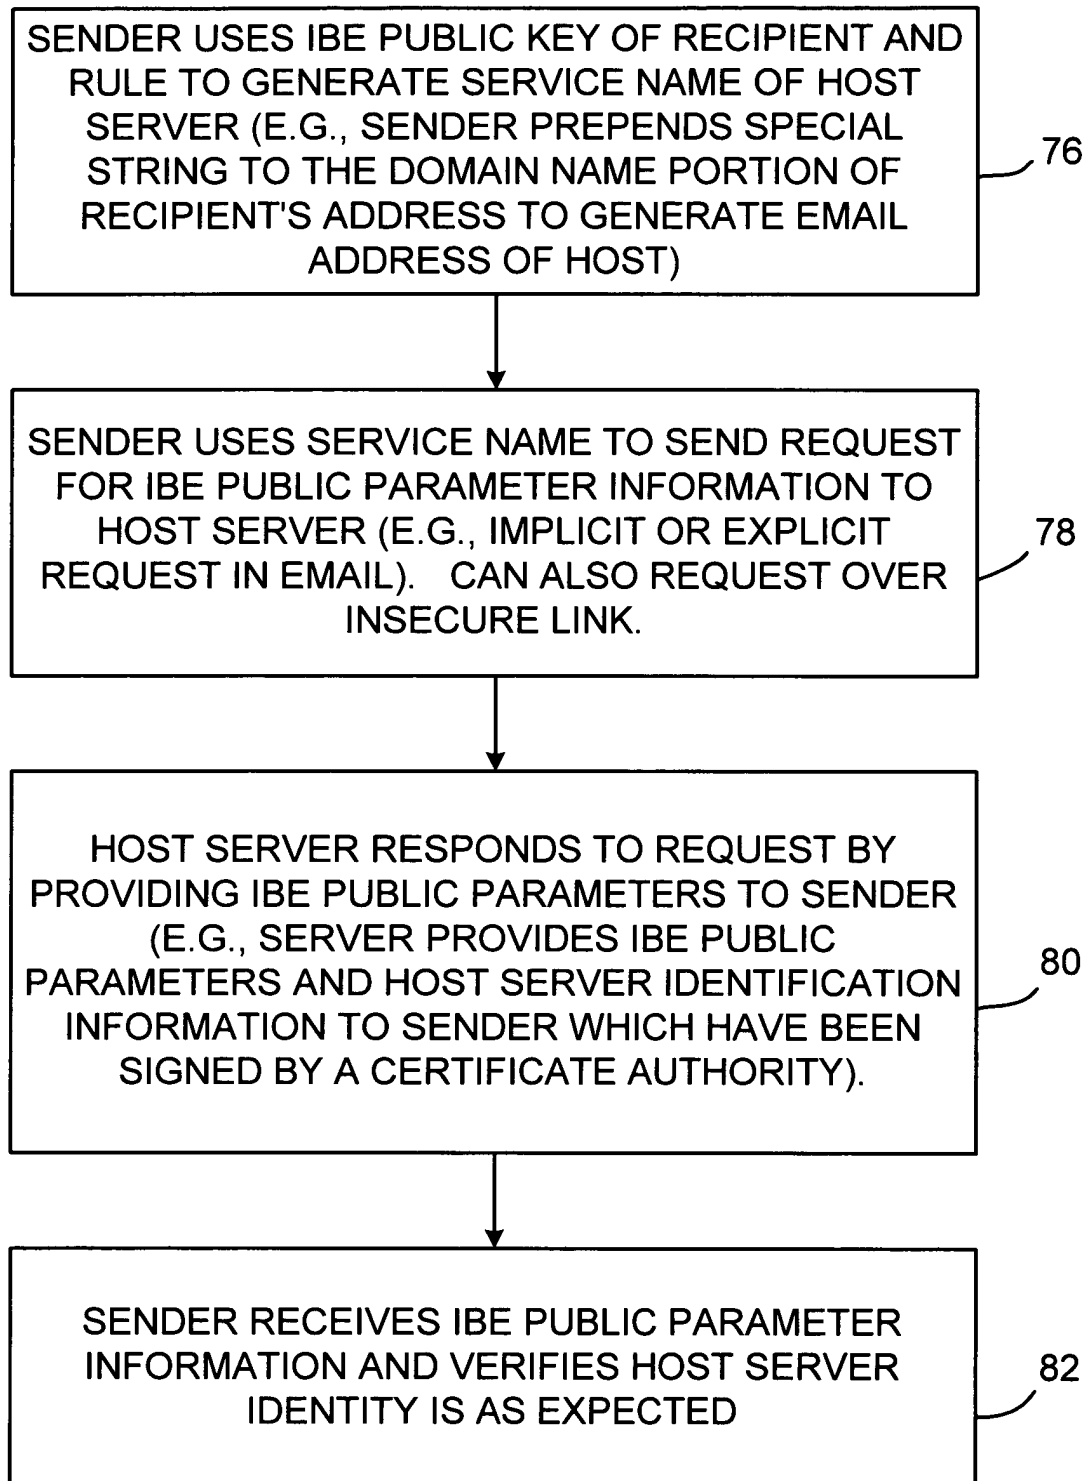 SENDER USES IBE PUBLIC KEY OF RECIPIENT AND
RULE TO GENERATE SERVICE NAME OF HOST
SERVER (E.G., SENDER PREPENDS SPECIAL
STRING TO THE DOMAIN NAME PORTION OF
RECIPIENT'S ADDRESS TO GENERATE EMAIL
ADDRESS OF HOST)
76
SENDER USES SERVICE NAME TO SEND REQUEST
FOR IBE PUBLIC PARAMETER INFORMATION TO
HOST SERVER (E.G., IMPLICIT OR EXPLICIT
REQUEST IN EMAIL). CAN ALSO REQUEST OVER
INSECURE LINK.
78
HOST SERVER RESPONDS TO REQUEST BY
PROVIDING IBE PUBLIC PARAMETERS TO SENDER
(E.G., SERVER PROVIDES IBE PUBLIC
PARAMETERS AND HOST SERVER IDENTIFICATION
INFORMATION TO SENDER WHICH HAVE BEEN
SIGNED BY A CERTIFICATE AUTHORITY).
80
SENDER RECEIVES IBE PUBLIC PARAMETER
INFORMATION AND VERIFIES HOST SERVER
IDENTITY IS AS EXPECTED
82